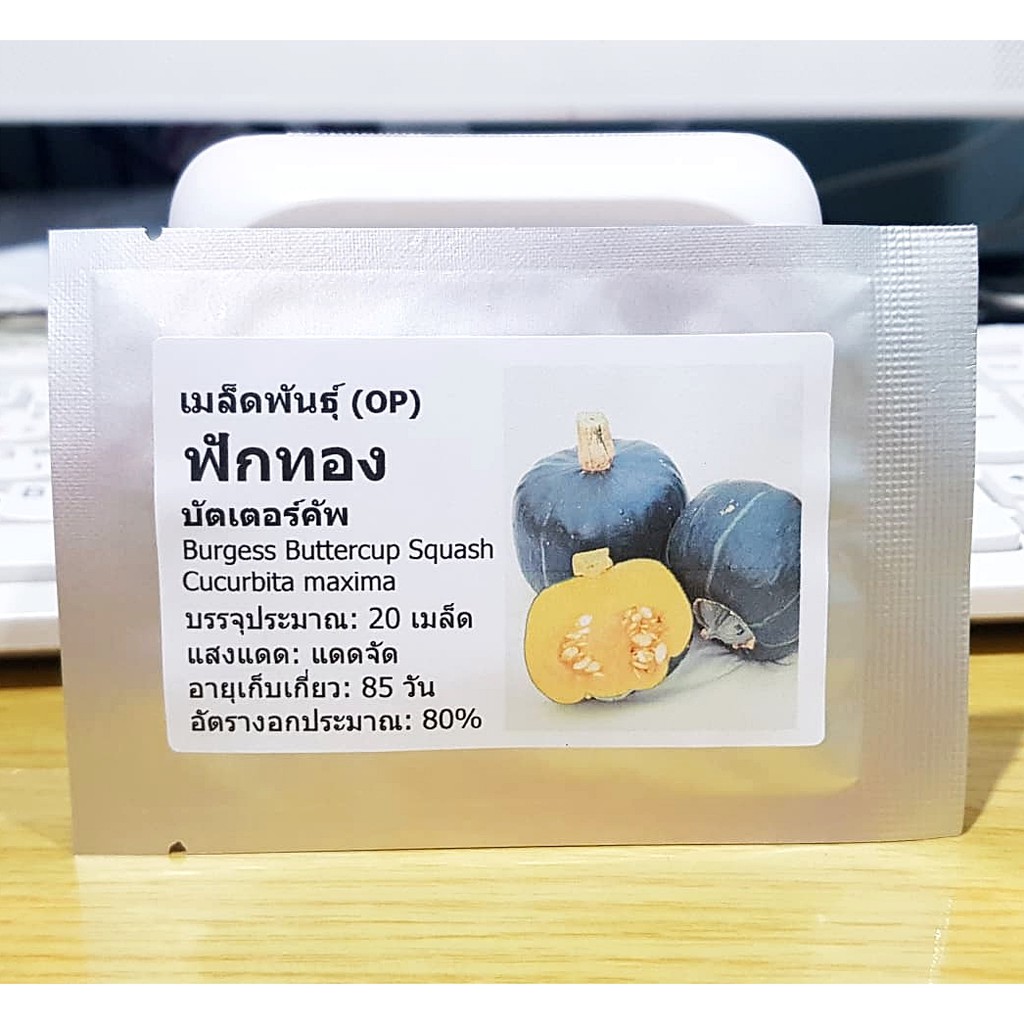 เมล็ดพันธุ์ (OP)
ฟักทอง
บัตเตอร์คัพ
Burgess Buttercup Squash
Cucurbita maxima
บรรจุประมาณ: 20 เมล็ด
แสงแดด: แดดจัด
อายุเก็บเกี่ยว: 85 วัน
อัตรางอกประมาณ: 80%